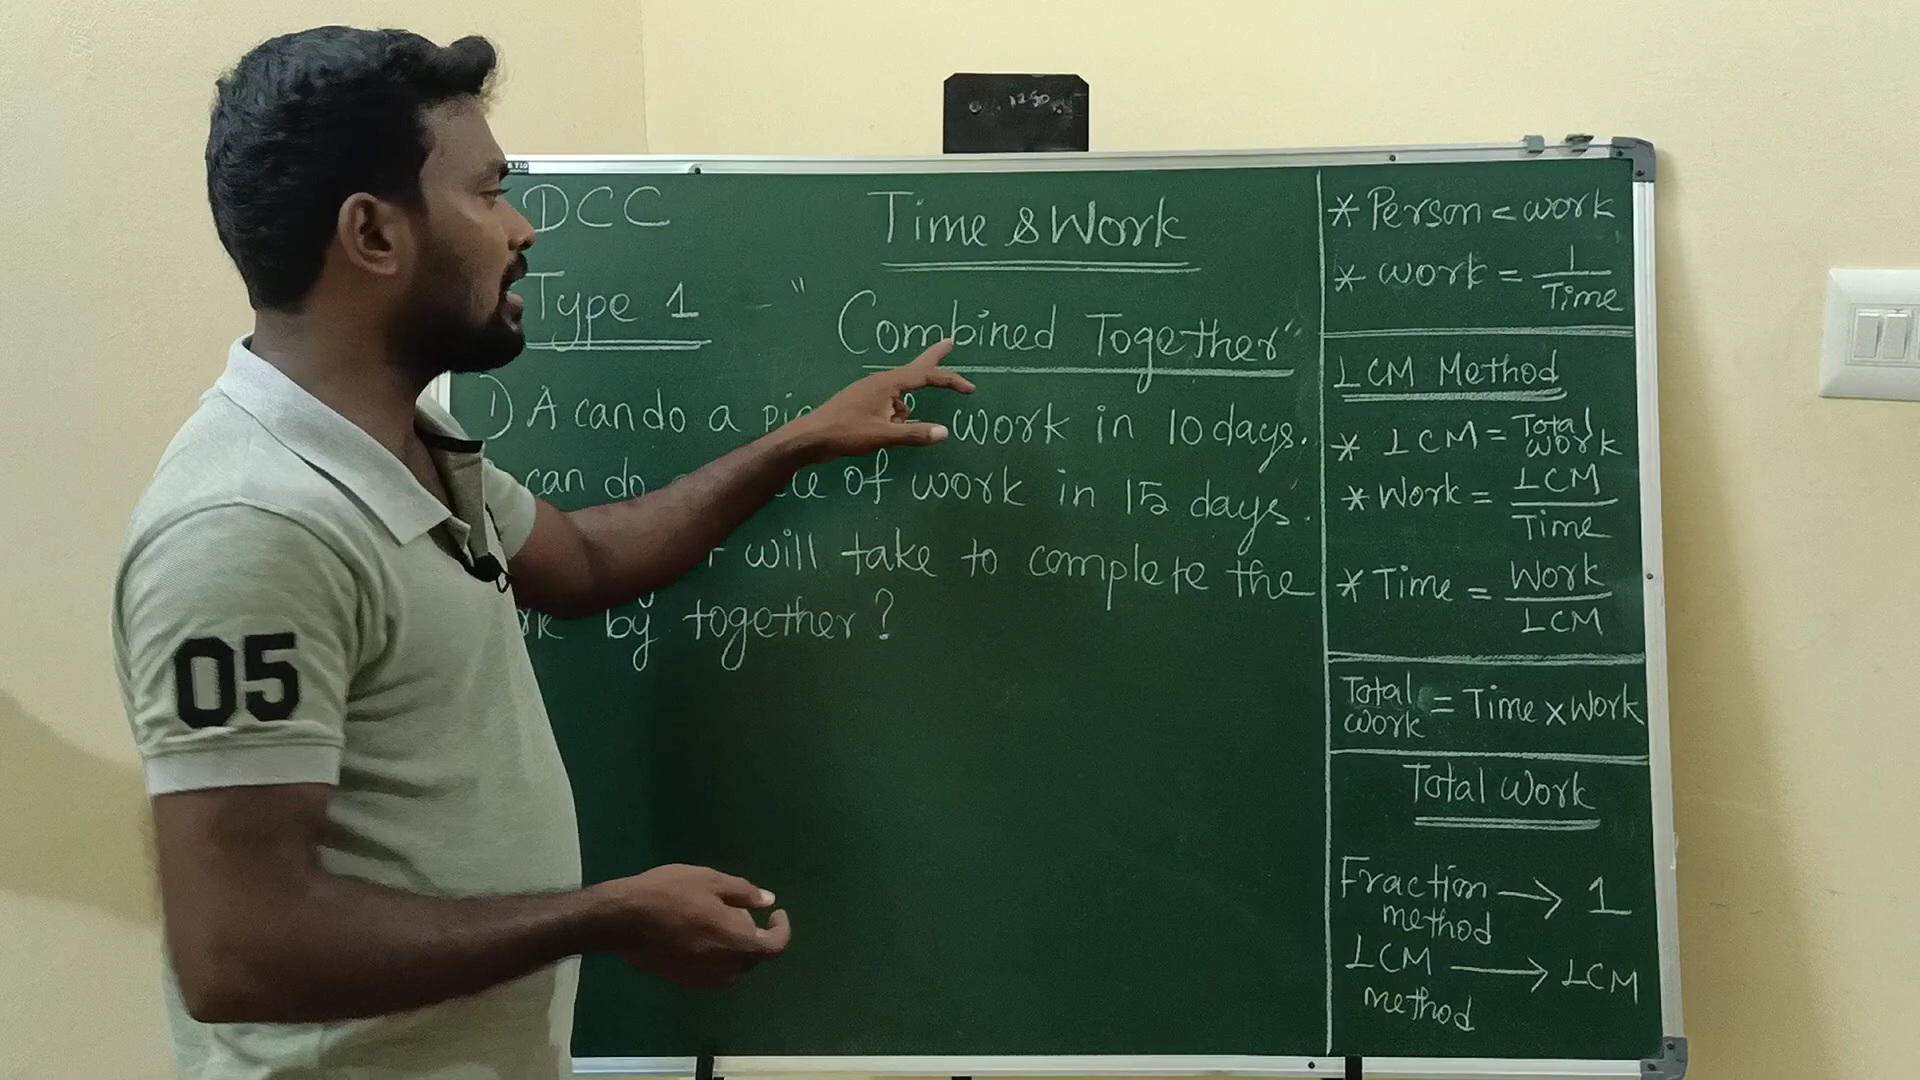 12.50
DCC
Time & Work
Type 1 - "Combined Together"
1) A can do a of work in 10 days.
can do of work in 15 days.
will take to complete the
by together?
* Person = work
* work = 1/Time
LCM Method
* LCM = Total work
* Work = LCM/Time
* Time = Work/LCM
Total work = Time x Work
Total Work
Fraction method → 1
LCM method → LCM
05